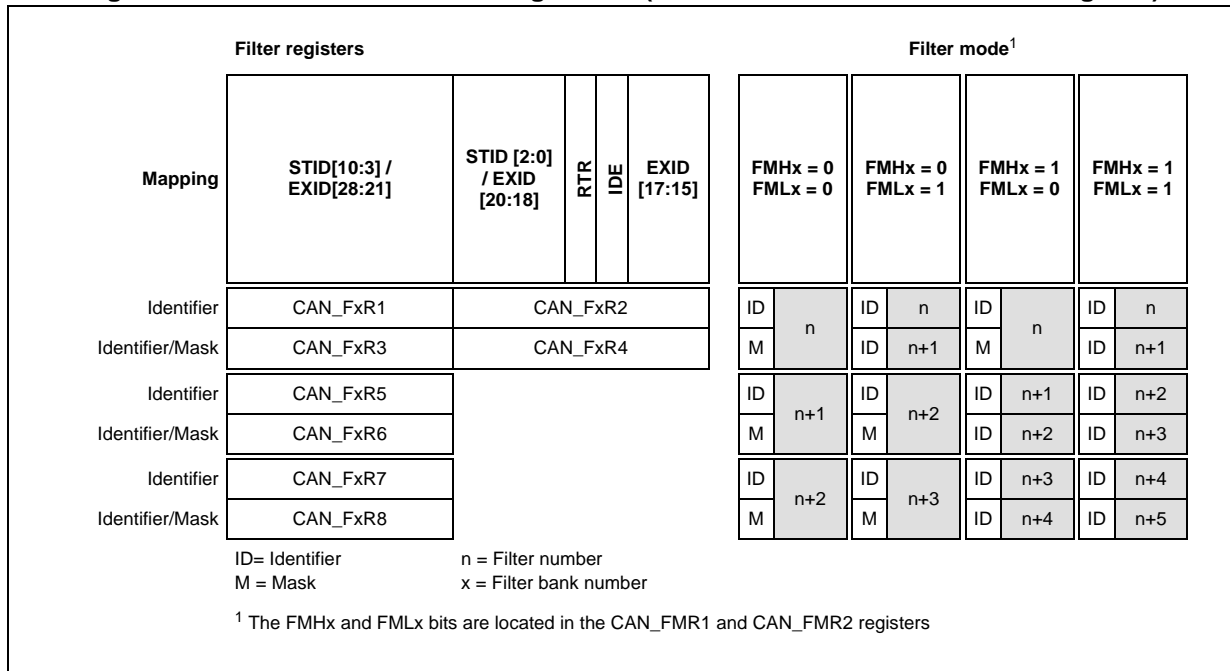 Filter registers Filter mode1
Mapping STID[10:3] / EXID[28:21] STID [2:0] / EXID [20:18] RTR IDE EXID [17:15] FMHx = 0 FMLx = 0 FMHx = 0 FMLx = 1 FMHx = 1 FMLx = 0 FMHx = 1 FMLx = 1
Identifier CAN_FxR1 CAN_FxR2 ID n ID n ID n ID n
Identifier/Mask CAN_FxR3 CAN_FxR4 M ID n+1 M ID n+1
Identifier CAN_FxR5 ID n+1 ID n+2 ID n+1 ID n+2
Identifier/Mask CAN_FxR6 M M ID n+2 ID n+3
Identifier CAN_FxR7 ID n+2 ID n+3 ID n+3 ID n+4
Identifier/Mask CAN_FxR8 M M ID n+4 ID n+5
ID= Identifier n = Filter number
M = Mask x = Filter bank number
1 The FMHx and FMLx bits are located in the CAN_FMR1 and CAN_FMR2 registers